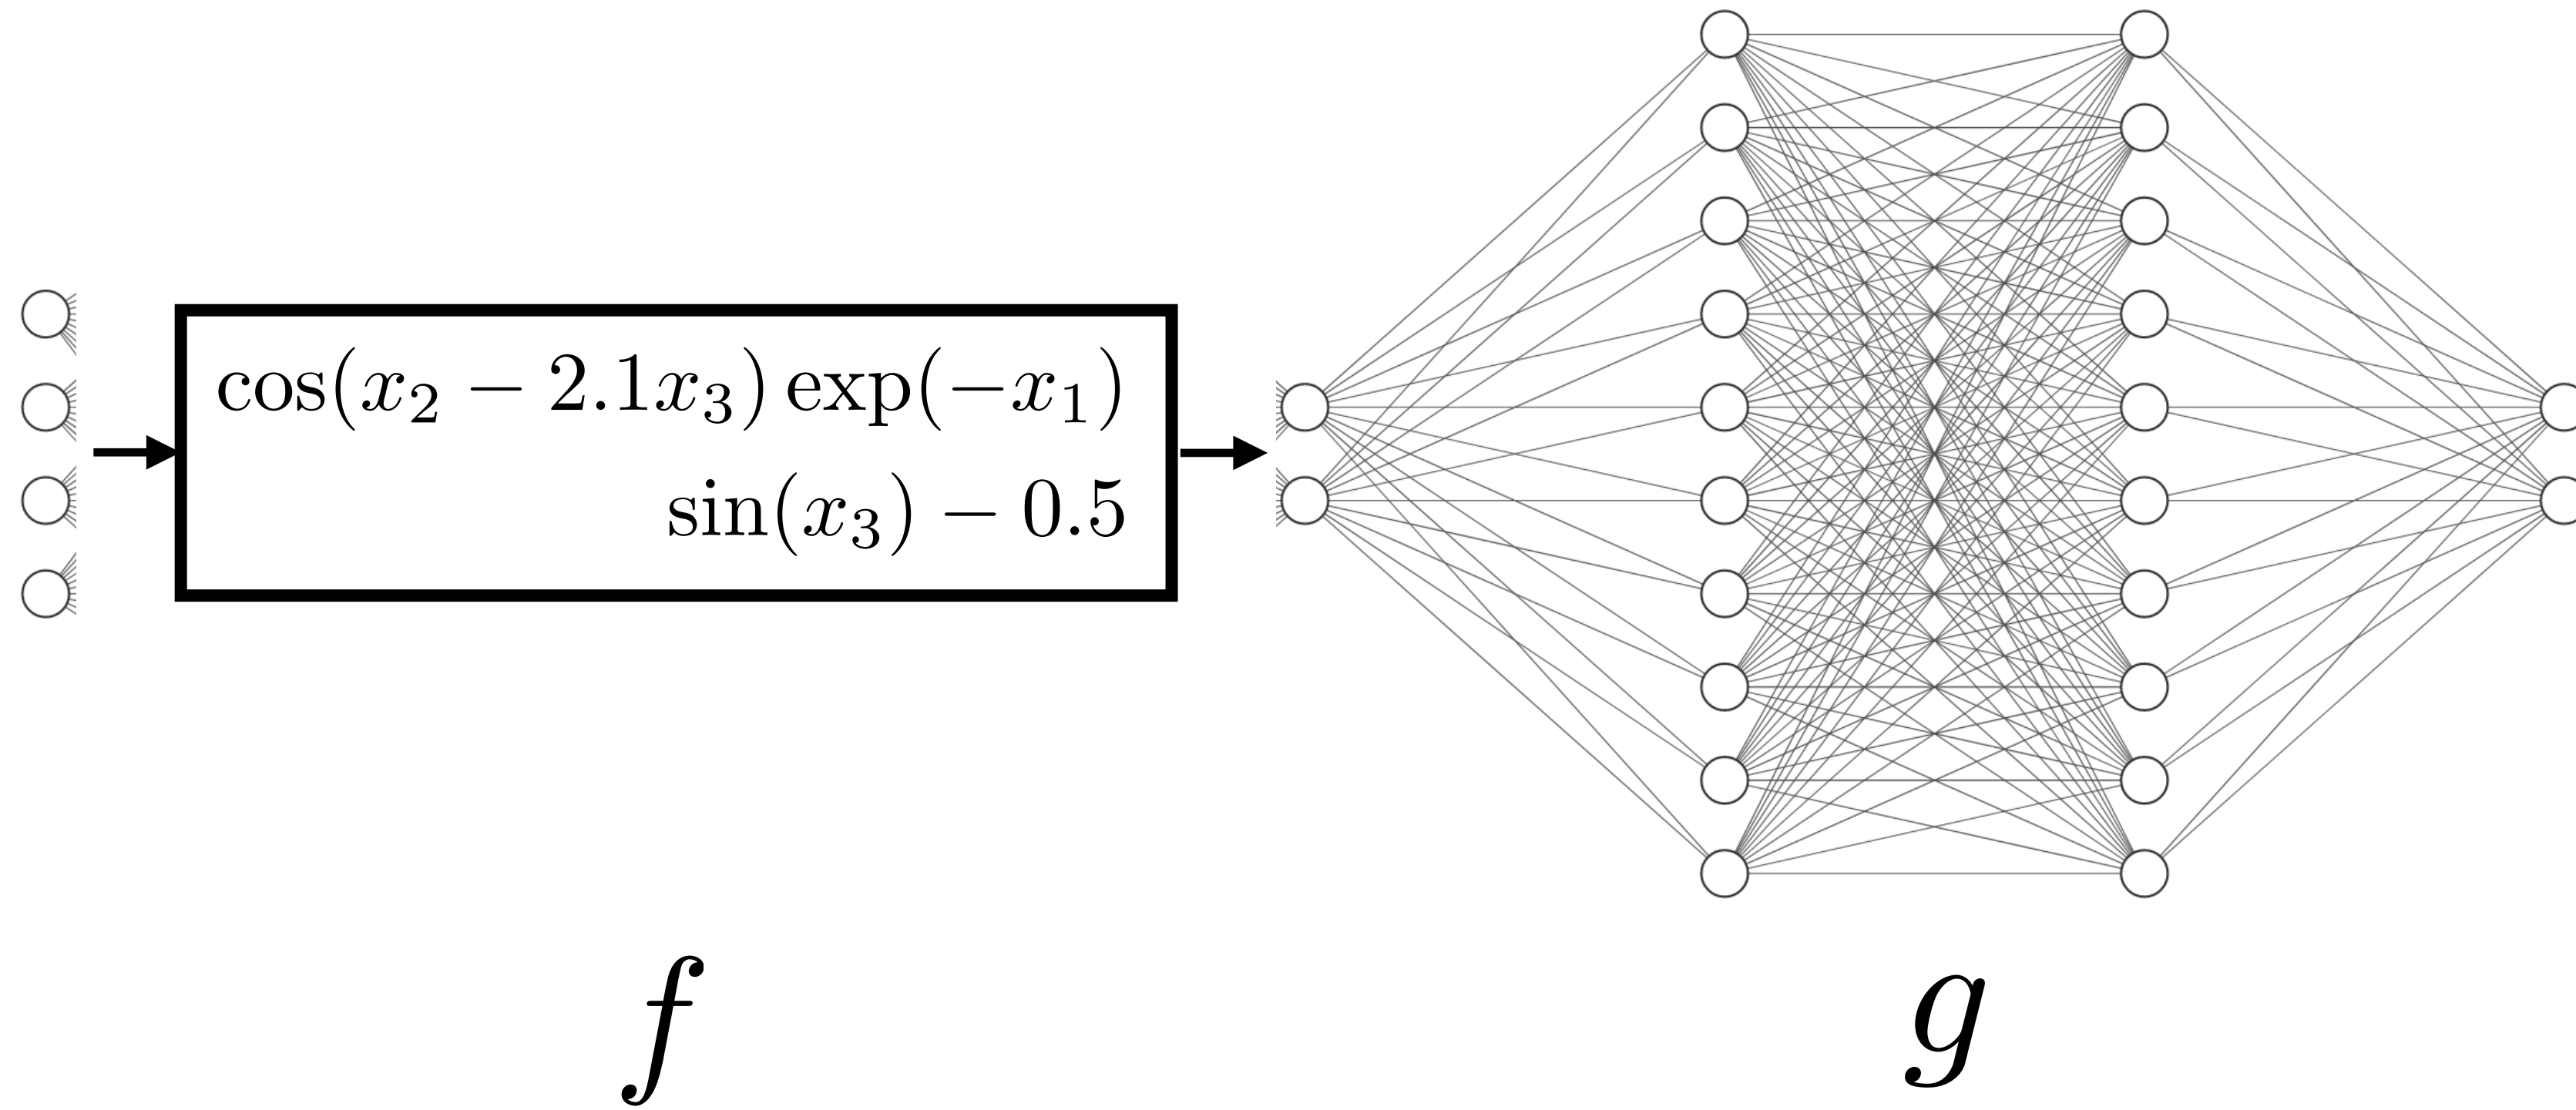 cos(x₂ − 2.1x₃) exp(−x₁)
sin(x₃) − 0.5
f
g